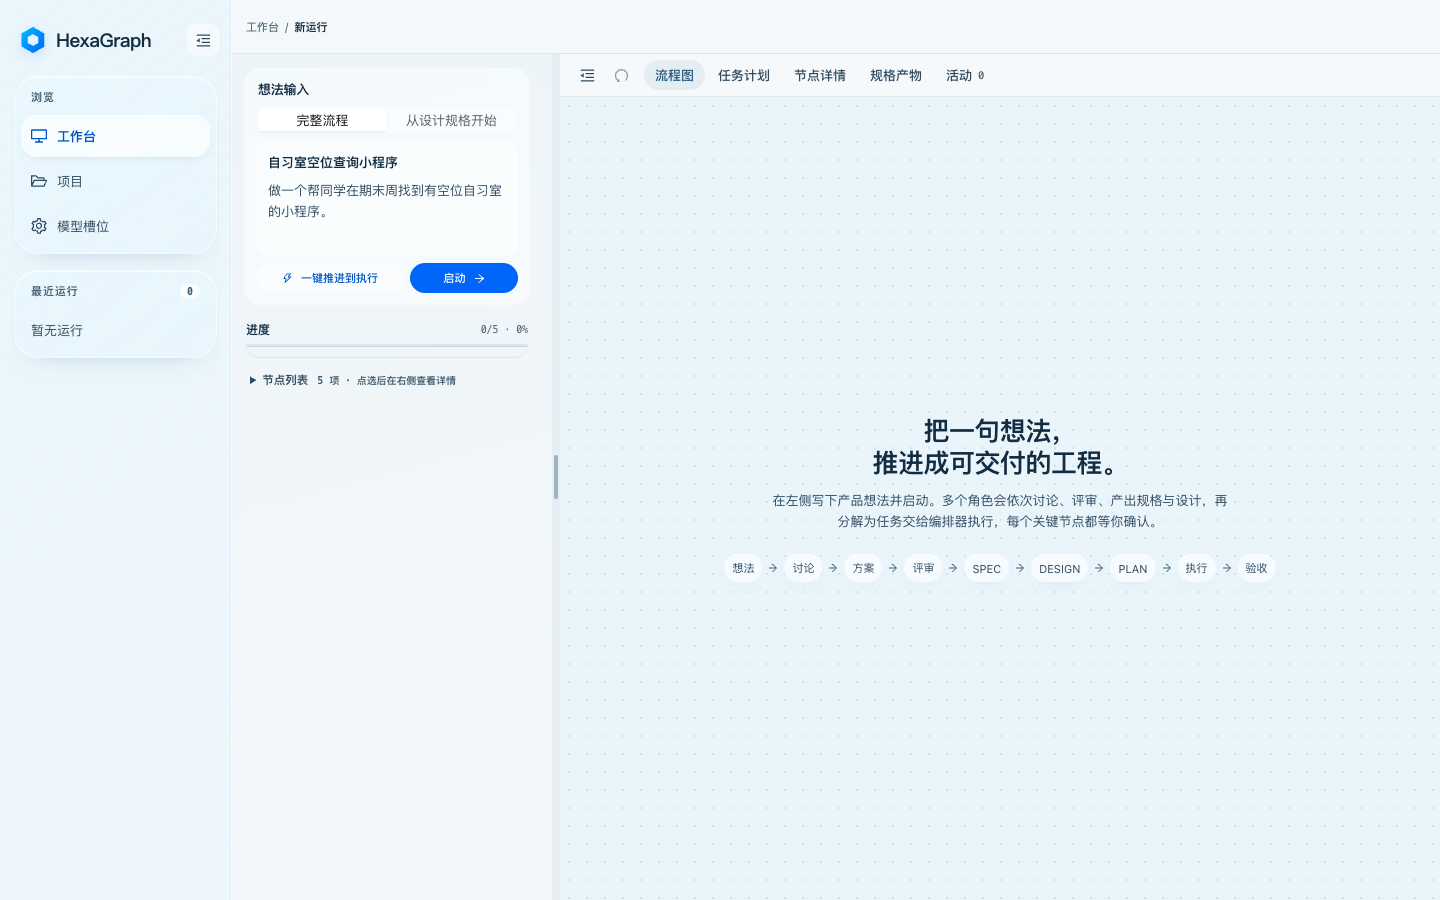 HexaGraph
浏览
工作台
项目
模型槽位
最近运行 0
暂无运行
工作台 / 新运行
想法输入
完整流程 从设计规格开始
自习室空位查询小程序
做一个帮同学在期末周找到有空位自习室
的小程序。
一键推进到执行 启动 →
进度 0/5 · 0%
▶ 节点列表 5 项 · 点选后在右侧查看详情
流程图 任务计划 节点详情 规格产物 活动 0
把一句想法，
推进成可交付的工程。
在左侧写下产品想法并启动。多个角色会依次讨论、评审、产出规格与设计，再
分解为任务交给编排器执行，每个关键节点都等你确认。
想法 → 讨论 → 方案 → 评审 → SPEC → DESIGN → PLAN → 执行 → 验收